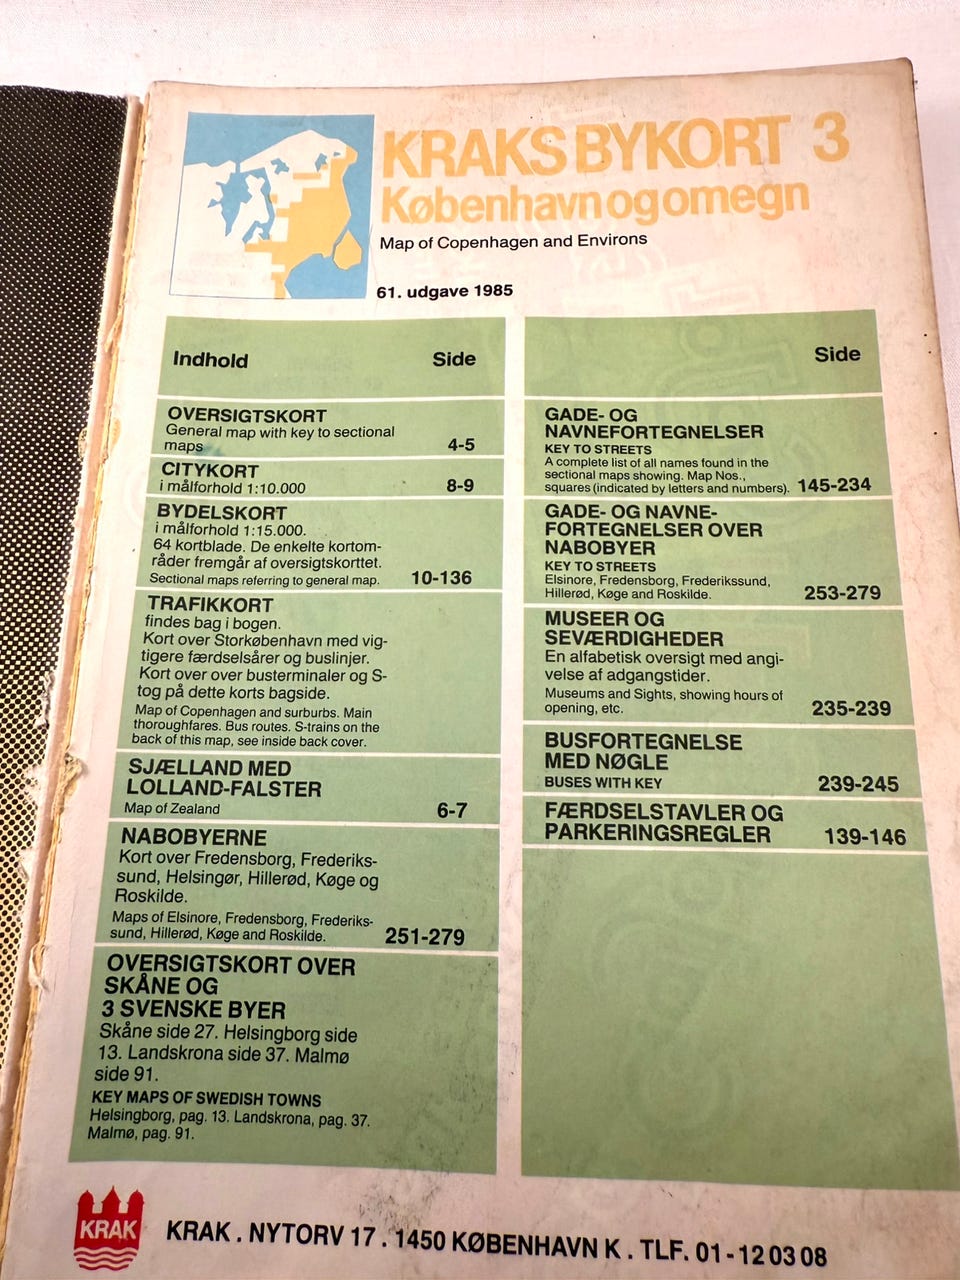 KRAKS BYKORT 3
København og omegn
Map of Copenhagen and Environs
61. udgave 1985
Indhold Side
OVERSIGTSKORT
General map with key to sectional
maps 4-5
CITYKORT
i målforhold 1:10.000 8-9
BYDELSKORT
i målforhold 1:15.000.
64 kortblade. De enkelte kortom-
råder fremgår af oversigtskorttet.
Sectional maps referring to general map. 10-136
TRAFIKKORT
findes bag i bogen.
Kort over Storkøbenhavn med vig-
tigere færdselsårer og buslinjer.
Kort over over busterminaler og S-
tog på dette korts bagside.
Map of Copenhagen and surburbs. Main
thoroughfares. Bus routes. S-trains on the
back of this map, see inside back cover.
SJÆLLAND MED
LOLLAND-FALSTER
Map of Zealand 6-7
NABOBYERNE
Kort over Fredensborg, Frederiks-
sund, Helsingør, Hillerød, Køge og
Roskilde.
Maps of Elsinore, Fredensborg, Frederiks-
sund, Hillerød, Køge and Roskilde. 251-279
OVERSIGTSKORT OVER
SKÅNE OG
3 SVENSKE BYER
Skåne side 27. Helsingborg side
13. Landskrona side 37. Malmø
side 91.
KEY MAPS OF SWEDISH TOWNS
Helsingborg, pag. 13. Landskrona, pag. 37.
Malmø, pag. 91.
Side
GADE- OG
NAVNEFORTEGNELSER
KEY TO STREETS
A complete list of all names found in the
sectional maps showing. Map Nos.,
squares (indicated by letters and numbers). 145-234
GADE- OG NAVNE-
FORTEGNELSER OVER
NABOBYER
KEY TO STREETS
Elsinore, Fredensborg, Frederikssund,
Hillerød, Køge and Roskilde. 253-279
MUSEER OG
SEVÆRDIGHEDER
En alfabetisk oversigt med angi-
velse af adgangstider.
Museums and Sights, showing hours of
opening, etc. 235-239
BUSFORTEGNELSE
MED NØGLE
BUSES WITH KEY 239-245
FÆRDSELSTAVLER OG
PARKERINGSREGLER 139-146
KRAK
KRAK . NYTORV 17 . 1450 KØBENHAVN K . TLF. 01-12 03 08